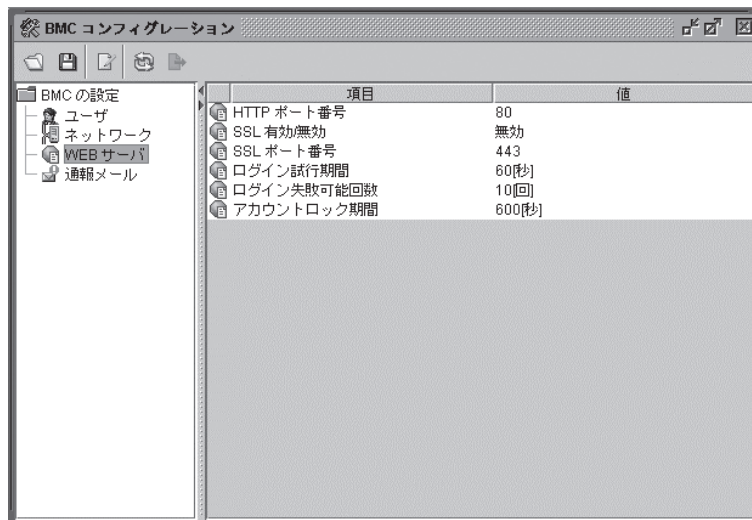 BMC コンフィグレーション
BMC の設定
ユーザ
ネットワーク
WEB サーバ
通報メール
項目 値
HTTP ポート番号 80
SSL 有効/無効 無効
SSL ポート番号 443
ログイン試行期間 60[秒]
ログイン失敗可能回数 10[回]
アカウントロック期間 600[秒]